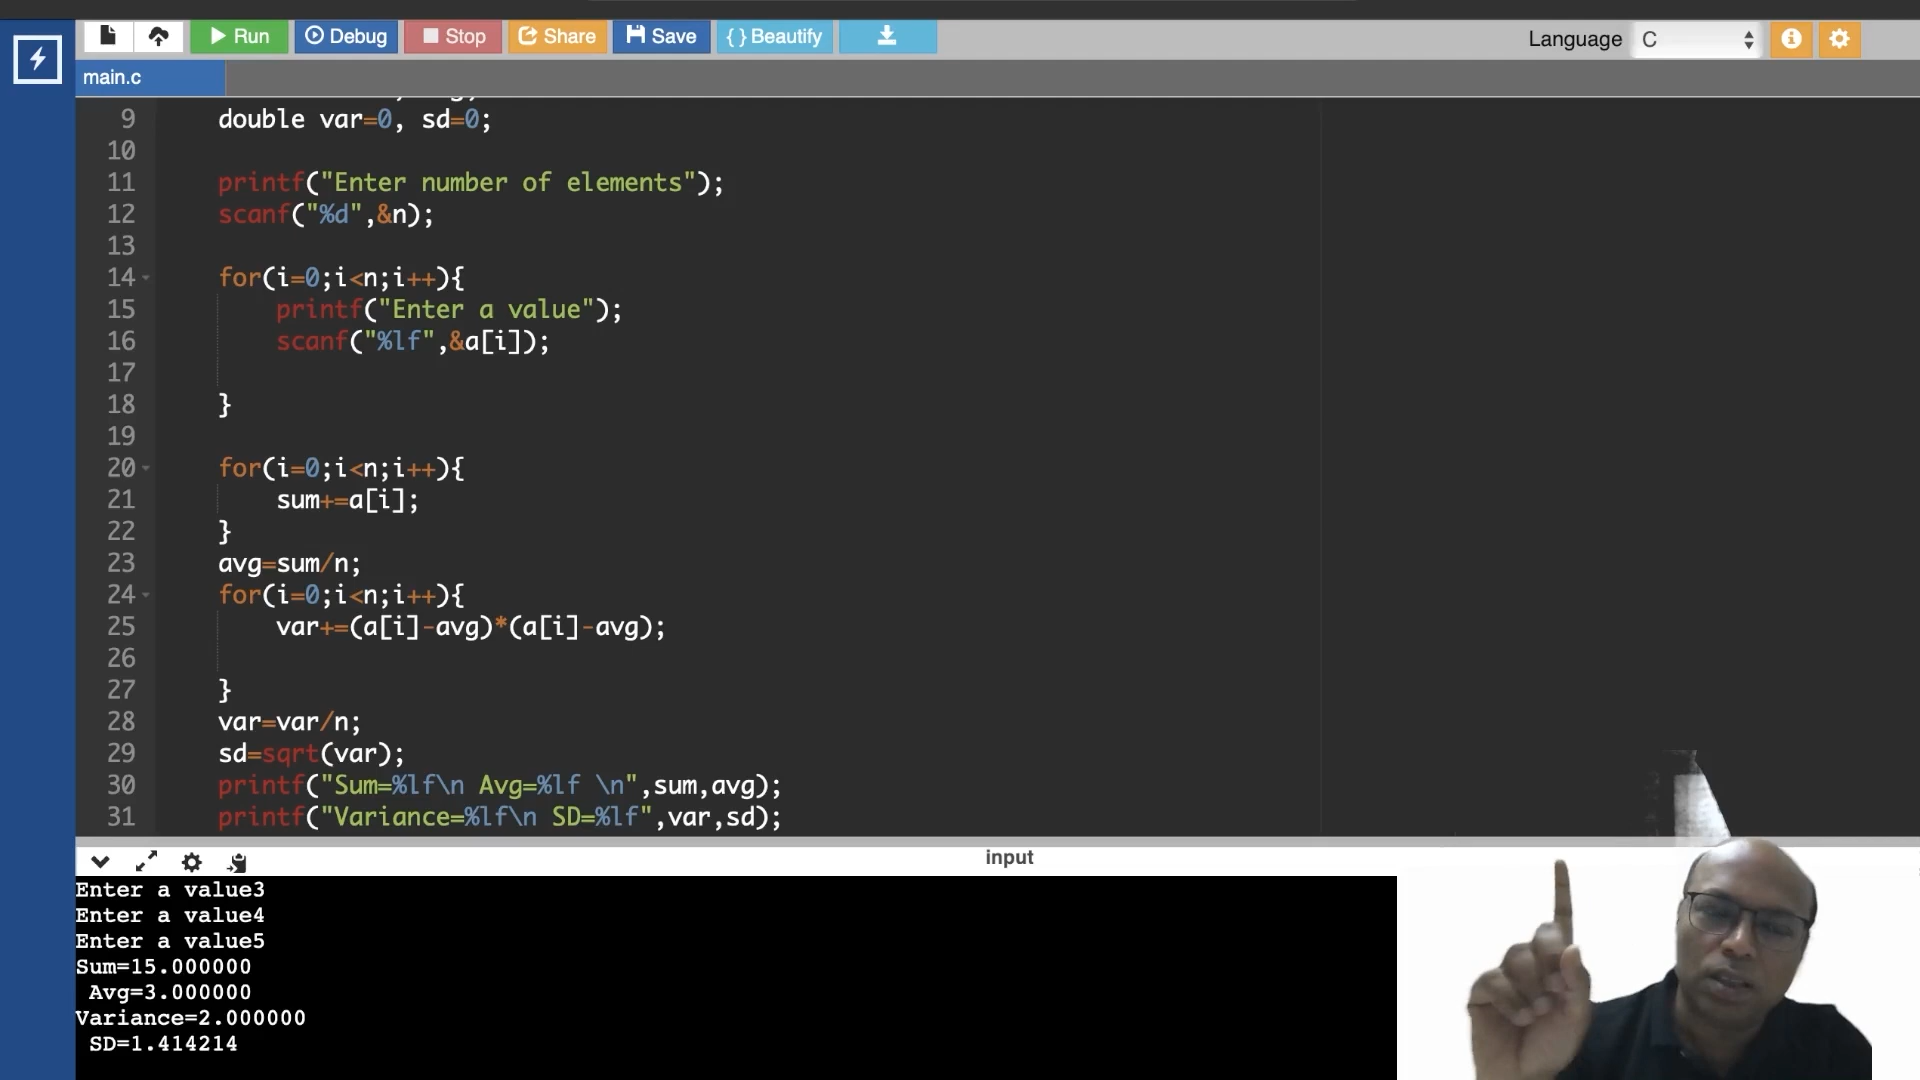 Run Debug Stop Share Save { } Beautify Language C
main.c
9 double var=0, sd=0;
10
11 printf("Enter number of elements");
12 scanf("%d",&n);
13
14 for(i=0;i<n;i++){
15 printf("Enter a value");
16 scanf("%lf",&a[i]);
17
18 }
19
20 for(i=0;i<n;i++){
21 sum+=a[i];
22 }
23 avg=sum/n;
24 for(i=0;i<n;i++){
25 var+=(a[i]-avg)*(a[i]-avg);
26
27 }
28 var=var/n;
29 sd=sqrt(var);
30 printf("Sum=%lf\n Avg=%lf \n",sum,avg);
31 printf("Variance=%lf\n SD=%lf",var,sd);
input
Enter a value3
Enter a value4
Enter a value5
Sum=15.000000
Avg=3.000000
Variance=2.000000
SD=1.414214